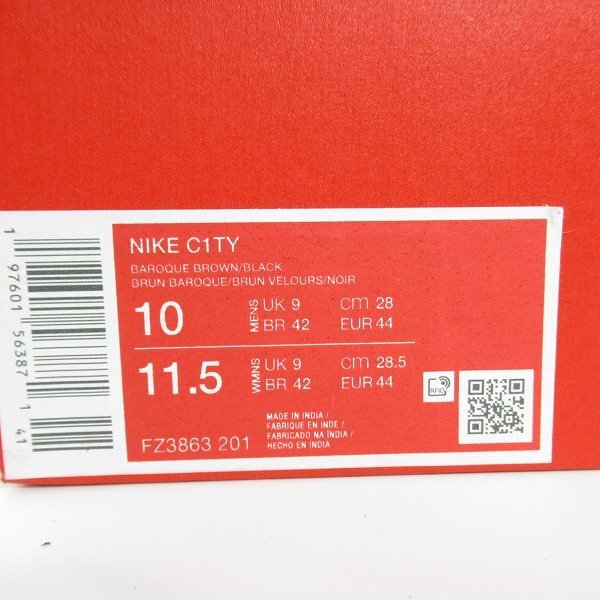 NIKE C1TY
BAROQUE BROWN/BLACK
BRUN BAROQUE/BRUN VELOURS/NOIR
10 MENS UK 9 cm 28
BR 42 EUR 44
11.5 WMNS UK 9 cm 28.5
BR 42 EUR 44
RFID
MADE IN INDIA /
FABRIQUE EN INDE /
FABRICADO NA ÍNDIA /
HECHO EN INDIA
FZ3863 201
1 97601 56387 1 41